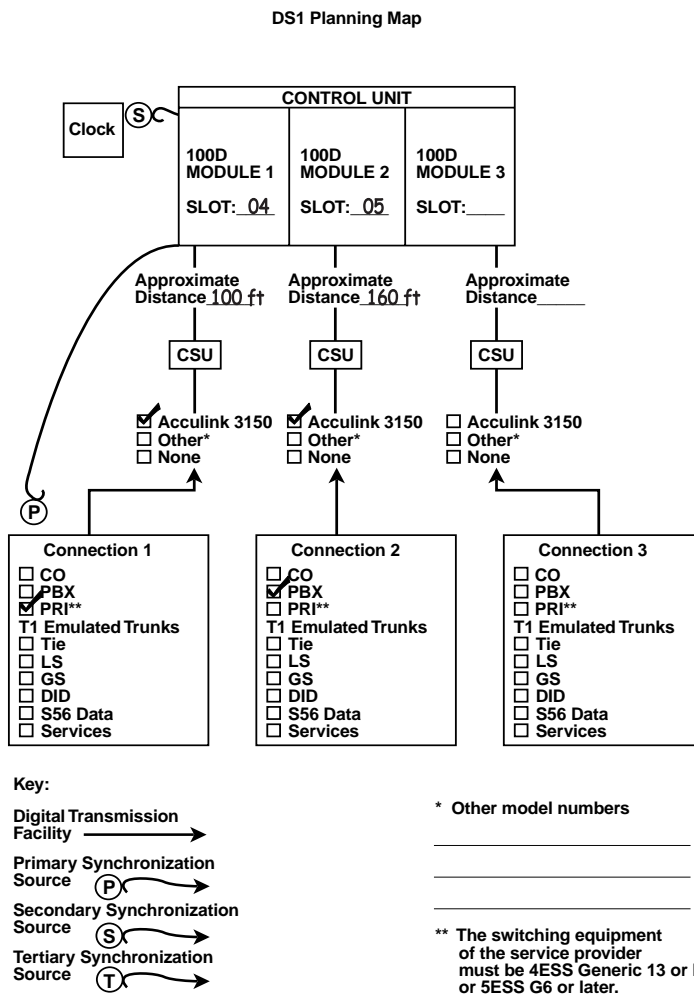 DS1 Planning Map
CONTROL UNIT
Clock
S
100D
MODULE 1
SLOT: 04
100D
MODULE 2
SLOT: 05
100D
MODULE 3
SLOT:____
Approximate
Distance 100 ft
Approximate
Distance 160 ft
Approximate
Distance_____
CSU
CSU
CSU
Acculink 3150
Other*
None
Acculink 3150
Other*
None
Acculink 3150
Other*
None
P
Connection 1
CO
PBX
PRI**
T1 Emulated Trunks
Tie
LS
GS
DID
S56 Data
Services
Connection 2
CO
PBX
PRI**
T1 Emulated Trunks
Tie
LS
GS
DID
S56 Data
Services
Connection 3
CO
PBX
PRI**
T1 Emulated Trunks
Tie
LS
GS
DID
S56 Data
Services
Key:
Digital Transmission
Facility
Primary Synchronization
Source P
Secondary Synchronization
Source S
Tertiary Synchronization
Source T
* Other model numbers
** The switching equipment
of the service provider
must be 4ESS Generic 13 or
or 5ESS G6 or later.